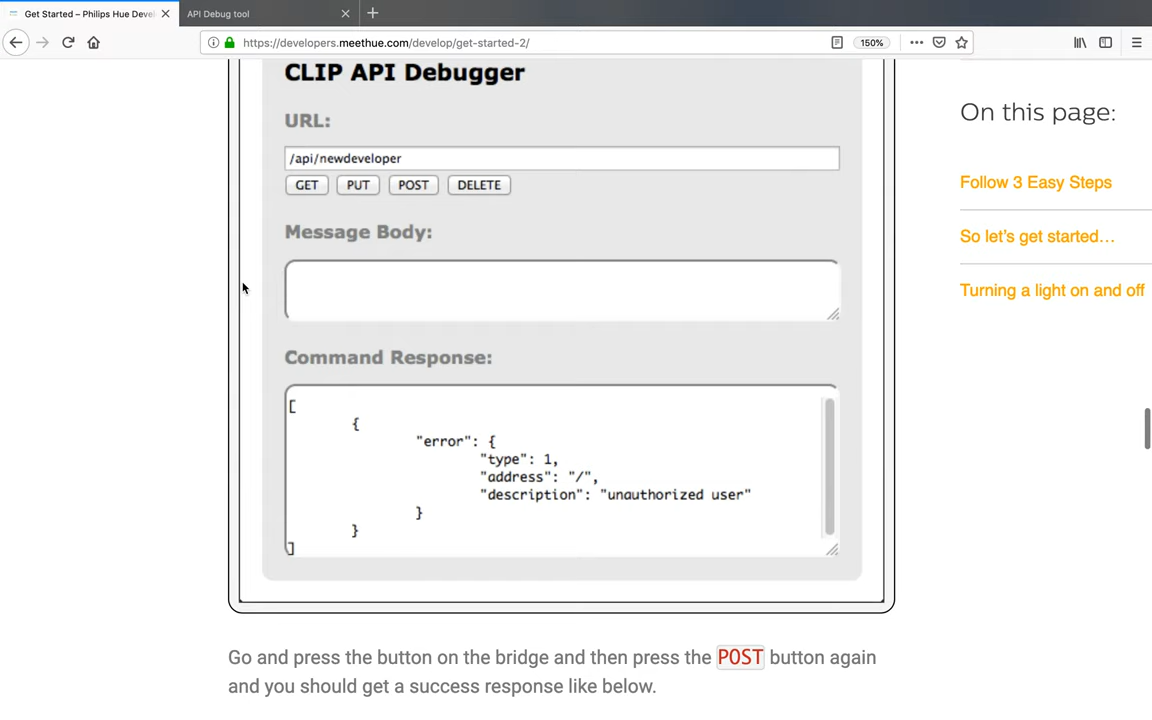 Get Started – Philips Hue Deve
API Debug tool
https://developers.meethue.com/develop/get-started-2/
150%
CLIP API Debugger
On this page:
URL:
/api/newdeveloper
GET PUT POST DELETE
Follow 3 Easy Steps
Message Body:
So let's get started…
Turning a light on and off
Command Response:
[
{
"error": {
"type": 1,
"address": "/",
"description": "unauthorized user"
}
}
]
Go and press the button on the bridge and then press the POST button again
and you should get a success response like below.